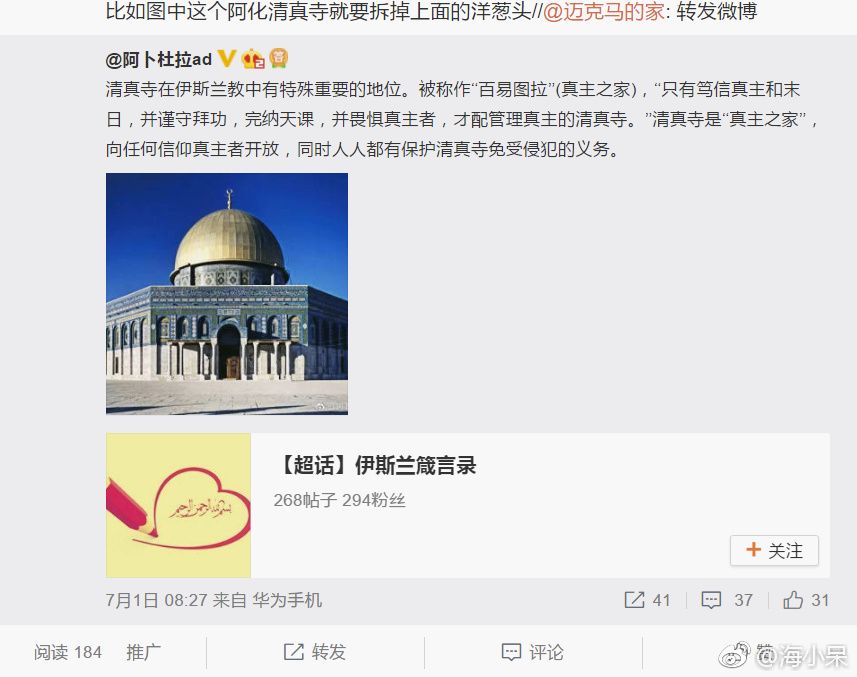 比如图中这个阿化清真寺就要拆掉上面的洋葱头//@迈克马的家: 转发微博
@阿卜杜拉ad
清真寺在伊斯兰教中有特殊重要的地位。被称作“百易图拉”(真主之家)，“只有笃信真主和末
日，并谨守拜功，完纳天课，并畏惧真主者，才配管理真主的清真寺。”清真寺是“真主之家”，
向任何信仰真主者开放，同时人人都有保护清真寺免受侵犯的义务。
【超话】伊斯兰箴言录
268帖子 294粉丝
بسم الله الرحمن الرحيم
+ 关注
7月1日 08:27 来自 华为手机
41
37
31
阅读 184 推广
转发
评论
赞
@海小呆